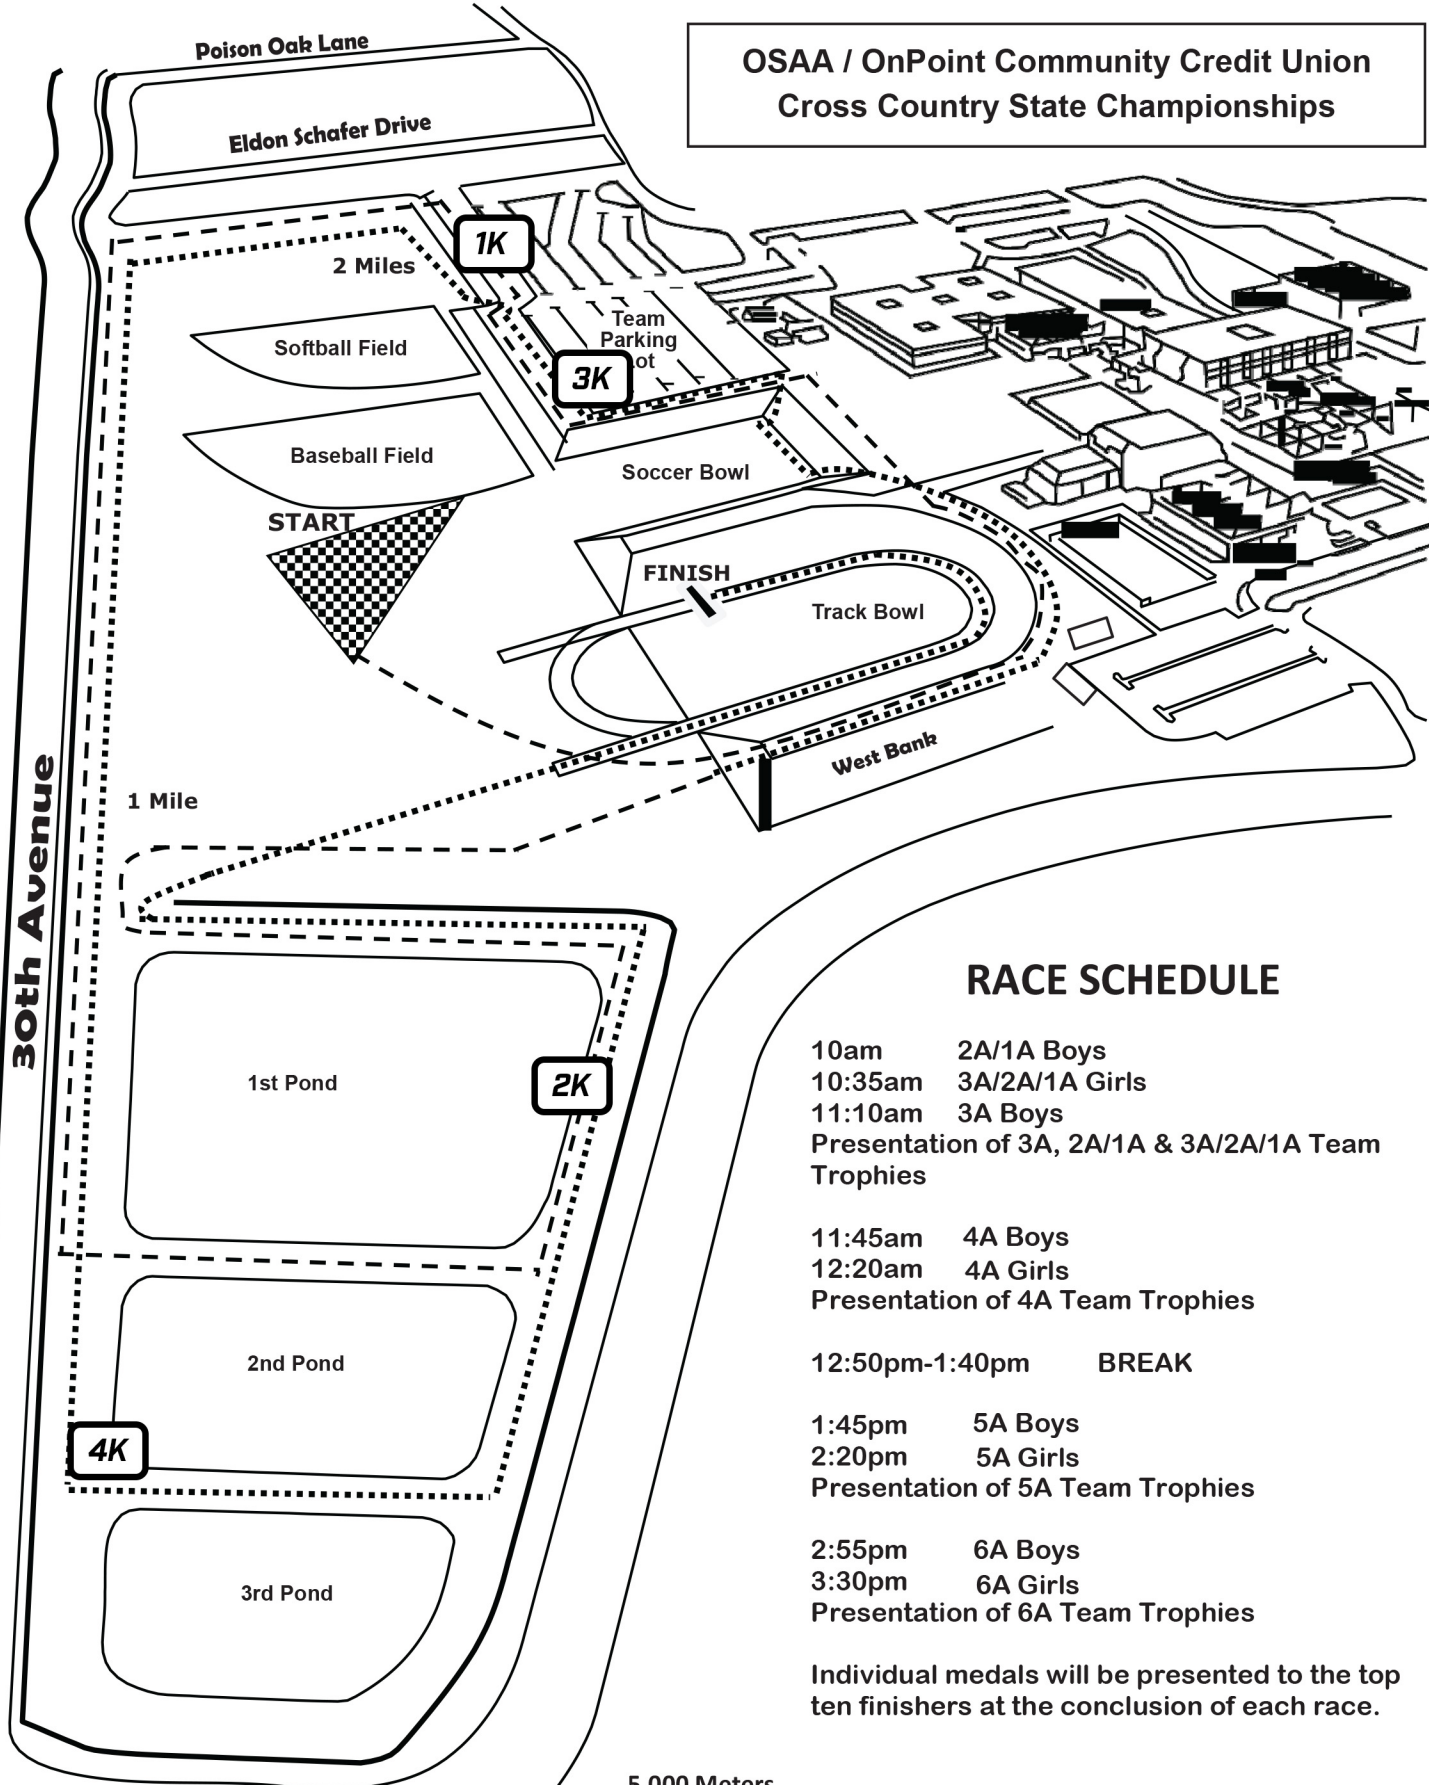 Poison Oak Lane
OSAA / OnPoint Community Credit Union
Cross Country State Championships
Eldon Schafer Drive
1K
2 Miles
Team
Parking
Softball Field
3K
Baseball Field
Soccer Bowl
START
FINISH
Track Bowl
West Bank
30th Avenue
1 Mile
1st Pond
2K
2nd Pond
4K
3rd Pond
RACE SCHEDULE
10am 2A/1A Boys
10:35am 3A/2A/1A Girls
11:10am 3A Boys
Presentation of 3A, 2A/1A & 3A/2A/1A Team
Trophies
11:45am 4A Boys
12:20am 4A Girls
Presentation of 4A Team Trophies
12:50pm-1:40pm BREAK
1:45pm 5A Boys
2:20pm 5A Girls
Presentation of 5A Team Trophies
2:55pm 6A Boys
3:30pm 6A Girls
Presentation of 6A Team Trophies
Individual medals will be presented to the top
ten finishers at the conclusion of each race.
5,000 Meters